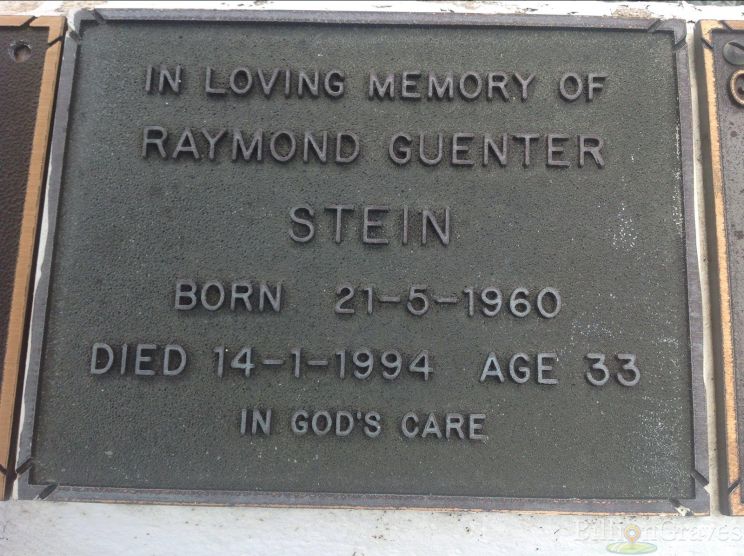 IN LOVING MEMORY OF
RAYMOND GUENTER
STEIN
BORN 21-5-1960
DIED 14-1-1994 AGE 33
IN GOD'S CARE
BillionGraves